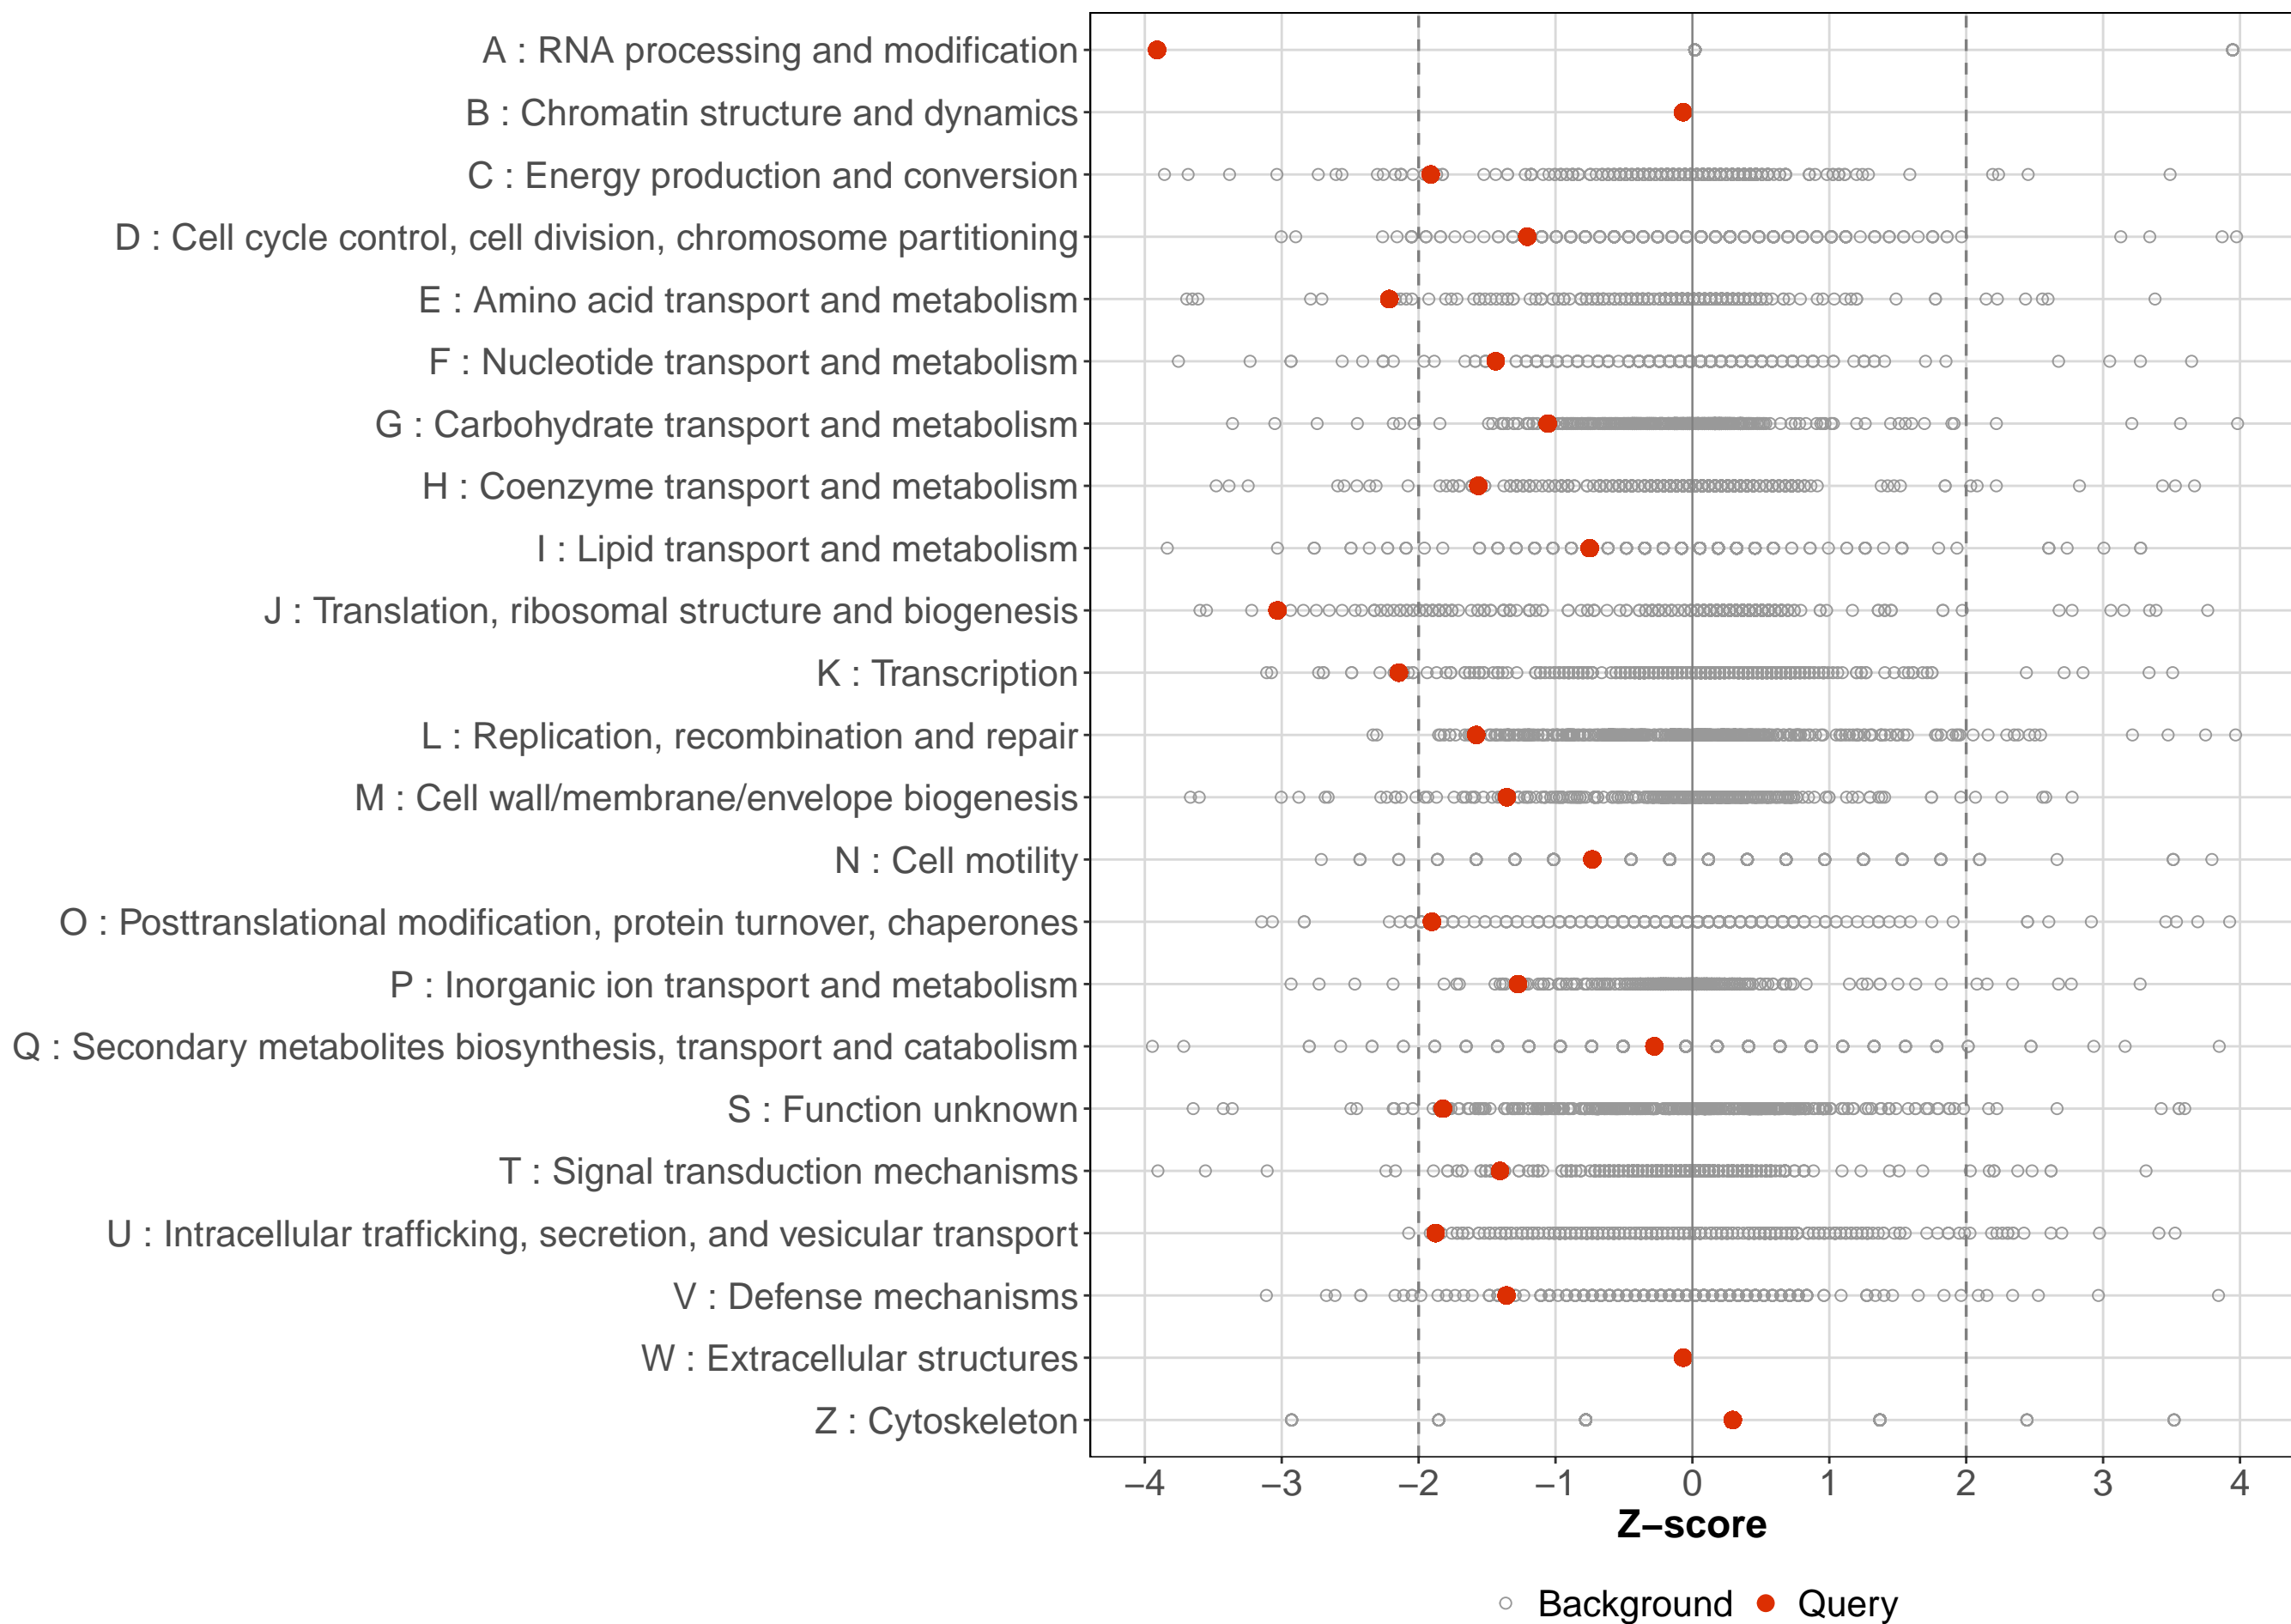 A : RNA processing and modification
B : Chromatin structure and dynamics
C : Energy production and conversion
D : Cell cycle control, cell division, chromosome partitioning
E : Amino acid transport and metabolism
F : Nucleotide transport and metabolism
G : Carbohydrate transport and metabolism
H : Coenzyme transport and metabolism
I : Lipid transport and metabolism
J : Translation, ribosomal structure and biogenesis
K : Transcription
L : Replication, recombination and repair
M : Cell wall/membrane/envelope biogenesis
N : Cell motility
O : Posttranslational modification, protein turnover, chaperones
P : Inorganic ion transport and metabolism
Q : Secondary metabolites biosynthesis, transport and catabolism
S : Function unknown
T : Signal transduction mechanisms
U : Intracellular trafficking, secretion, and vesicular transport
V : Defense mechanisms
W : Extracellular structures
Z : Cytoskeleton
−4 −3 −2 −1 0 1 2 3 4
Z−score
Background Query